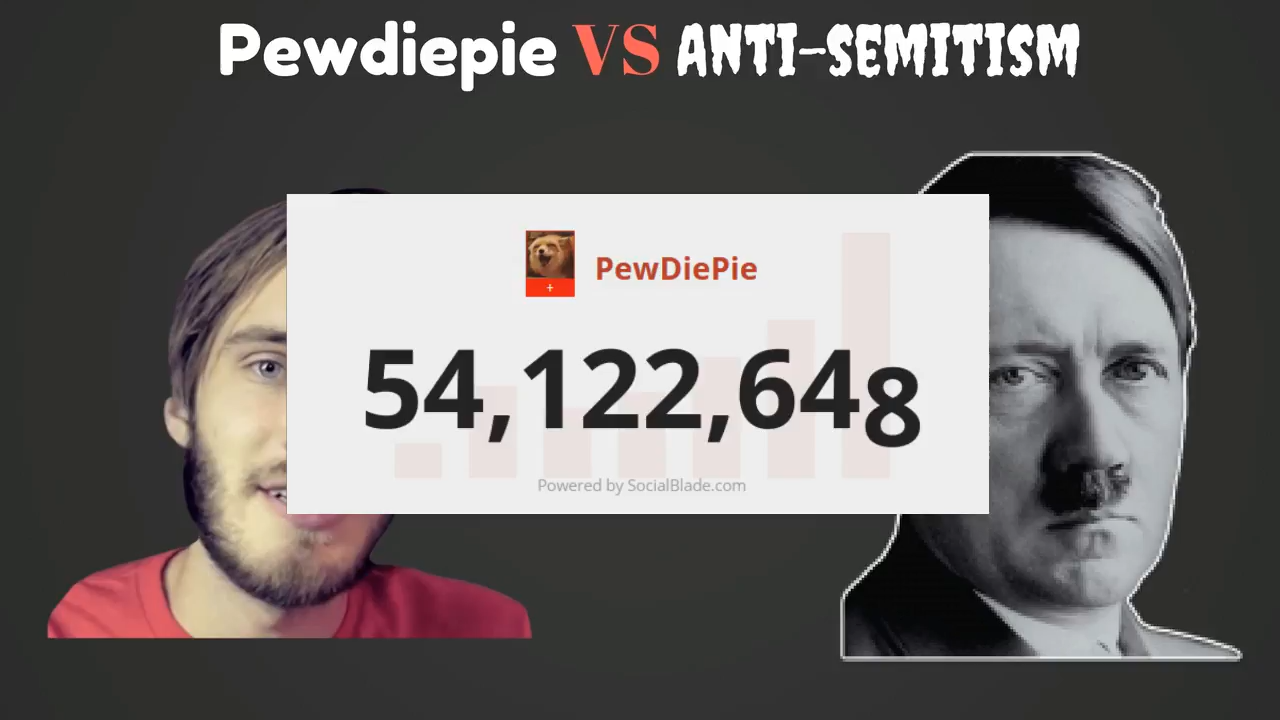 Pewdiepie VS ANTI-SEMITISM
+
PewDiePie
54,122,648
Powered by SocialBlade.com